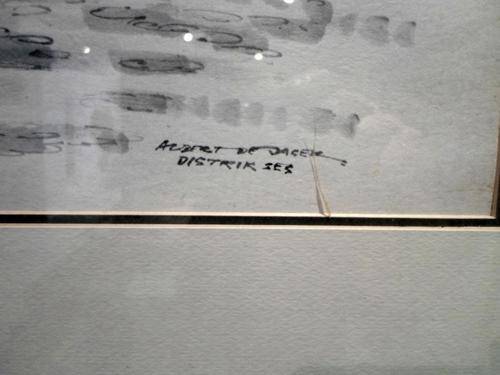 ALBERT DE JAGER
DISTRIK SES